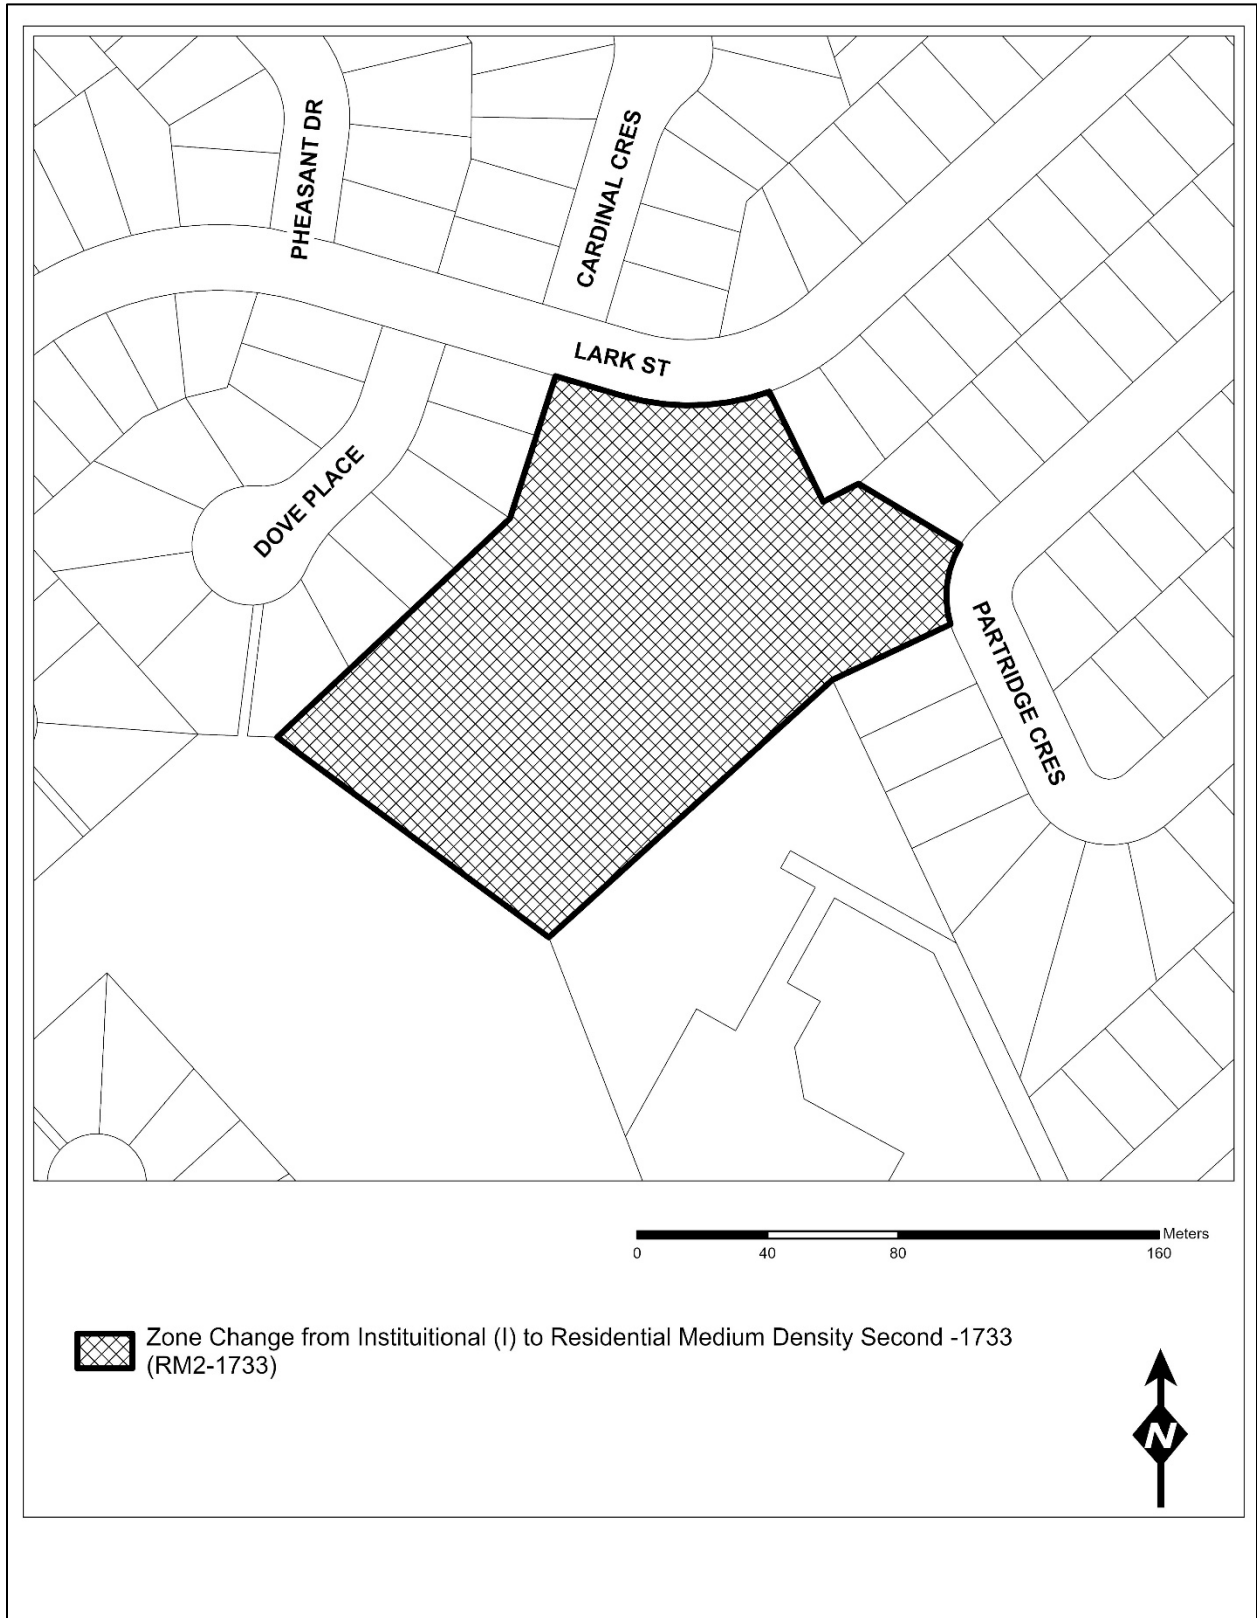 PHEASANT DR
CARDINAL CRES
LARK ST
DOVE PLACE
PARTRIDGE CRES
Meters
0 40 80 160
Zone Change from Instituitional (I) to Residential Medium Density Second -1733
(RM2-1733)
N